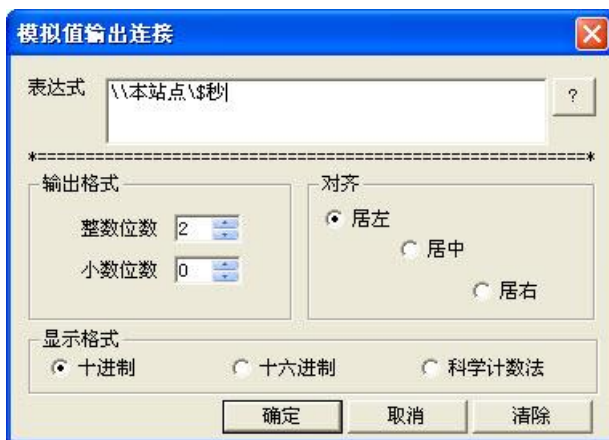 模拟值输出连接
表达式
\\本站点\$秒
?
*=======================================================*
输出格式
整数位数 2
小数位数 0
对齐
居左
居中
居右
显示格式
十进制 十六进制 科学计数法
确定 取消 清除